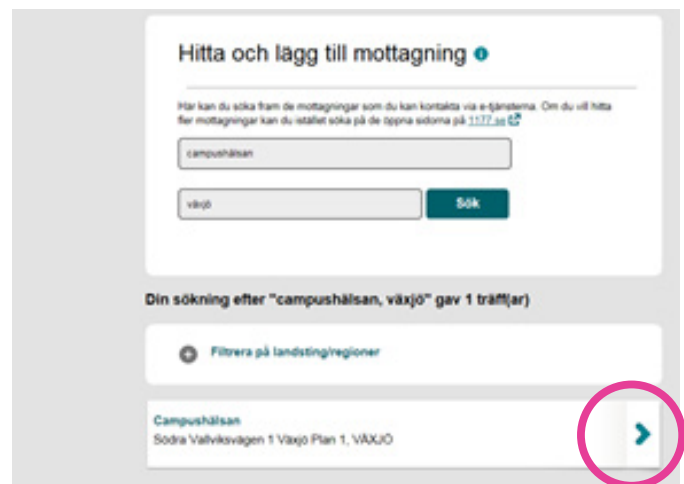 Hitta och lägg till mottagning
Här kan du söka fram de mottagningar som du kan kontakta via e-tjänsterna. Om du vill hitta
fler mottagningar kan du istället söka på de öppna sidorna på 1177.se
campushälsan
växjö
Sök
Din sökning efter "campushälsan, växjö" gav 1 träff(ar)
Filtrera på landsting/regioner
Campushälsan
Södra Vallviksvägen 1 Växjö Plan 1, VÄXJÖ